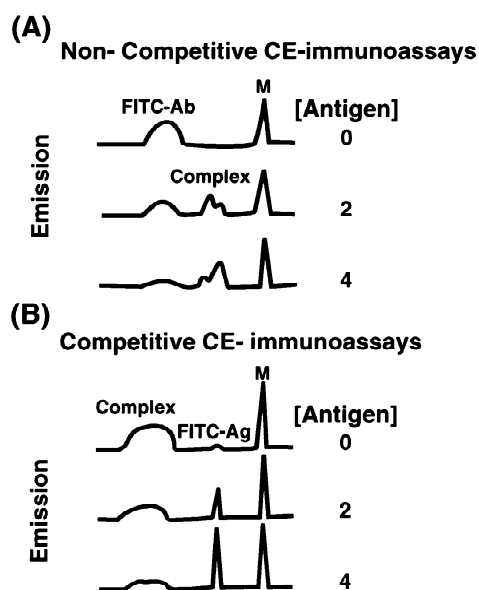 (A)
Non- Competitive CE-immunoassays
M
FITC-Ab
[Antigen]
0
Complex
2
Emission
4
(B)
Competitive CE- immunoassays
M
Complex
FITC-Ag
[Antigen]
0
2
Emission
4